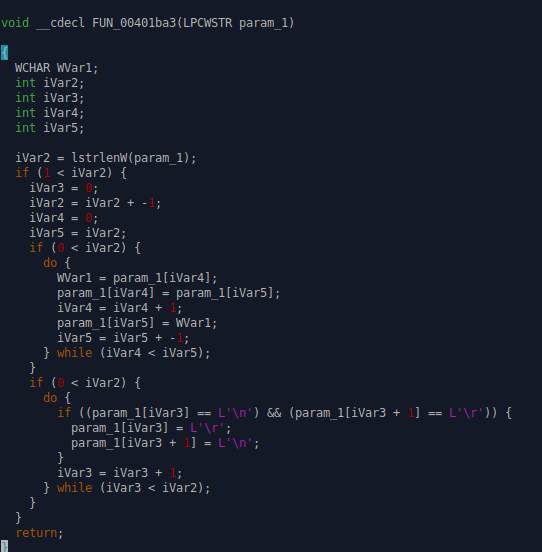 void __cdecl FUN_00401ba3(LPCWSTR param_1)
{
  WCHAR WVar1;
  int iVar2;
  int iVar3;
  int iVar4;
  int iVar5;
  iVar2 = lstrlenW(param_1);
  if (1 < iVar2) {
    iVar3 = 0;
    iVar2 = iVar2 + -1;
    iVar4 = 0;
    iVar5 = iVar2;
    if (0 < iVar2) {
      do {
        WVar1 = param_1[iVar4];
        param_1[iVar4] = param_1[iVar5];
        iVar4 = iVar4 + 1;
        param_1[iVar5] = WVar1;
        iVar5 = iVar5 + -1;
      } while (iVar4 < iVar5);
    }
    if (0 < iVar2) {
      do {
        if ((param_1[iVar3] == L'\n') && (param_1[iVar3 + 1] == L'\r')) {
          param_1[iVar3] = L'\r';
          param_1[iVar3 + 1] = L'\n';
        }
        iVar3 = iVar3 + 1;
      } while (iVar3 < iVar2);
    }
  }
  return;
}